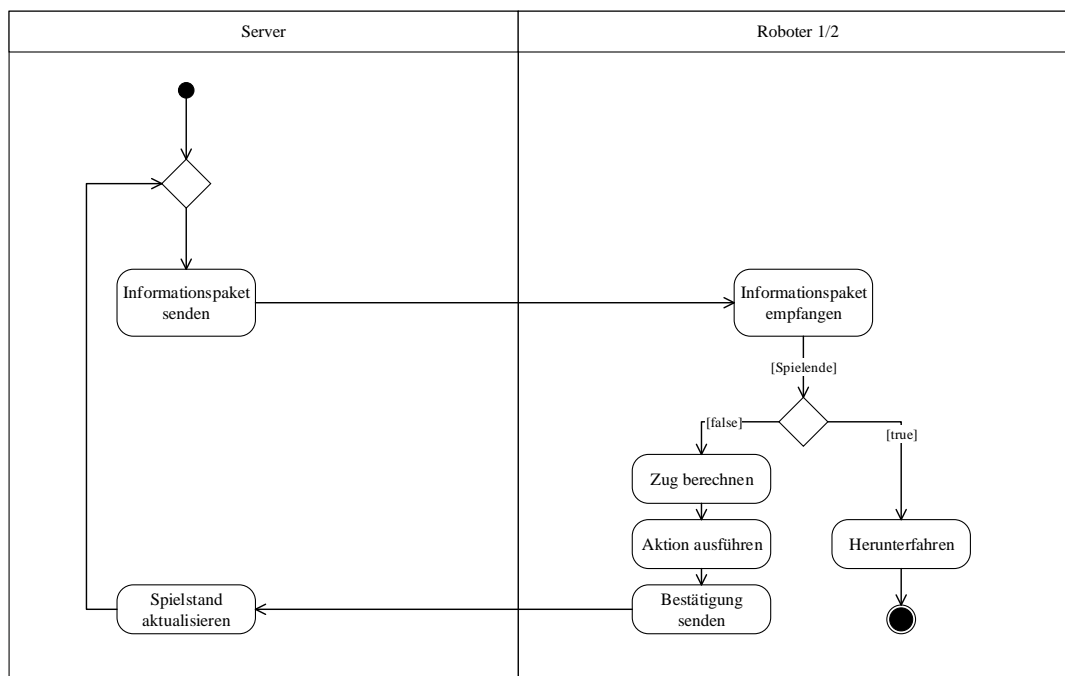 Server
Roboter 1/2
Informationspaket
senden
Informationspaket
empfangen
[Spielende]
[false]
[true]
Zug berechnen
Aktion ausführen
Herunterfahren
Spielstand
aktualisieren
Bestätigung
senden